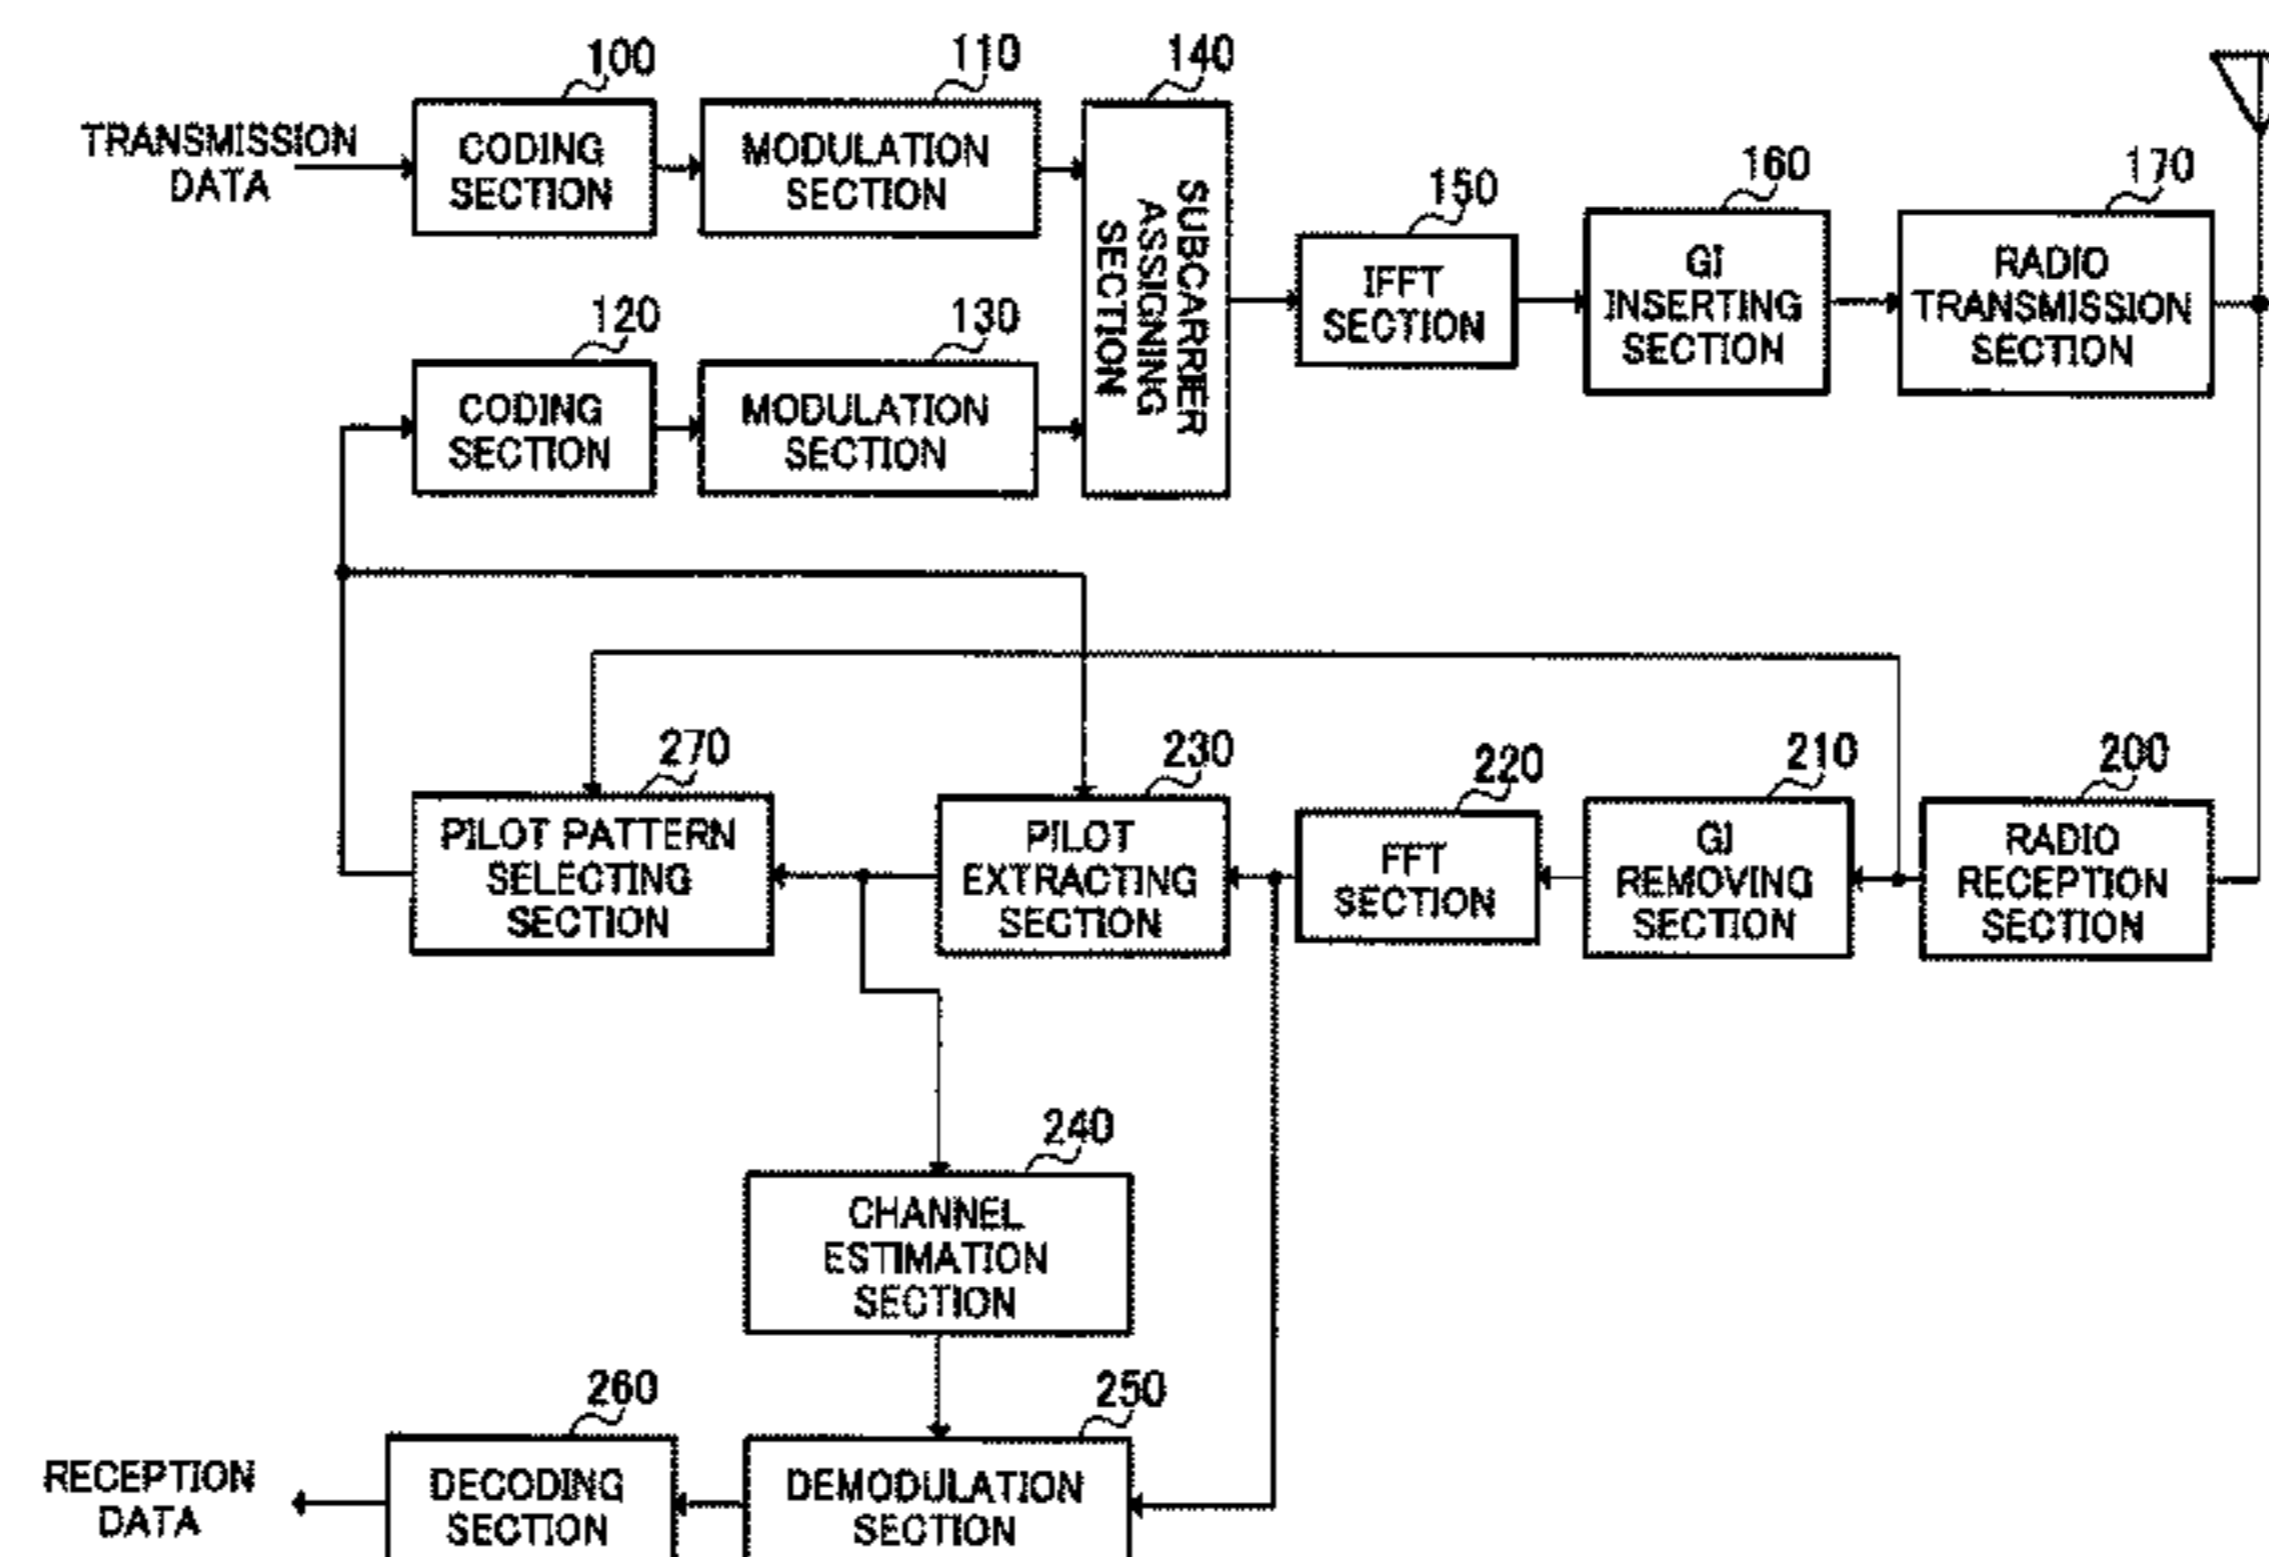 100
110
140
TRANSMISSION
DATA
CODING
SECTION
MODULATION
SECTION
SUBCARRIER
ASSIGNING
SECTION
150
160
170
IFFT
SECTION
GI
INSERTING
SECTION
RADIO
TRANSMISSION
SECTION
120
130
CODING
SECTION
MODULATION
SECTION
270
230
220
210
200
PILOT PATTERN
SELECTING
SECTION
PILOT
EXTRACTING
SECTION
FFT
SECTION
GI
REMOVING
SECTION
RADIO
RECEPTION
SECTION
240
CHANNEL
ESTIMATION
SECTION
260
250
RECEPTION
DATA
DECODING
SECTION
DEMODULATION
SECTION